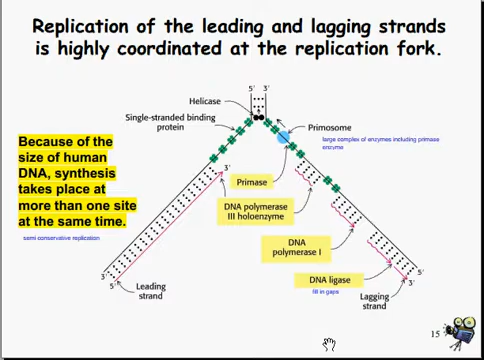 Replication of the leading and lagging strands
is highly coordinated at the replication fork.
5' 3'
Helicase
Single-stranded binding
protein
Primosome
large complex of enzymes including primase
enzyme
Because of the
size of human
DNA, synthesis
takes place at
more than one site
at the same time.
semi conservative replication
3'
Primase
DNA polymerase
III holoenzyme
DNA
polymerase I
DNA ligase
fill in gaps
3'
5'
Leading
strand
Lagging
strand
5'
3'
15